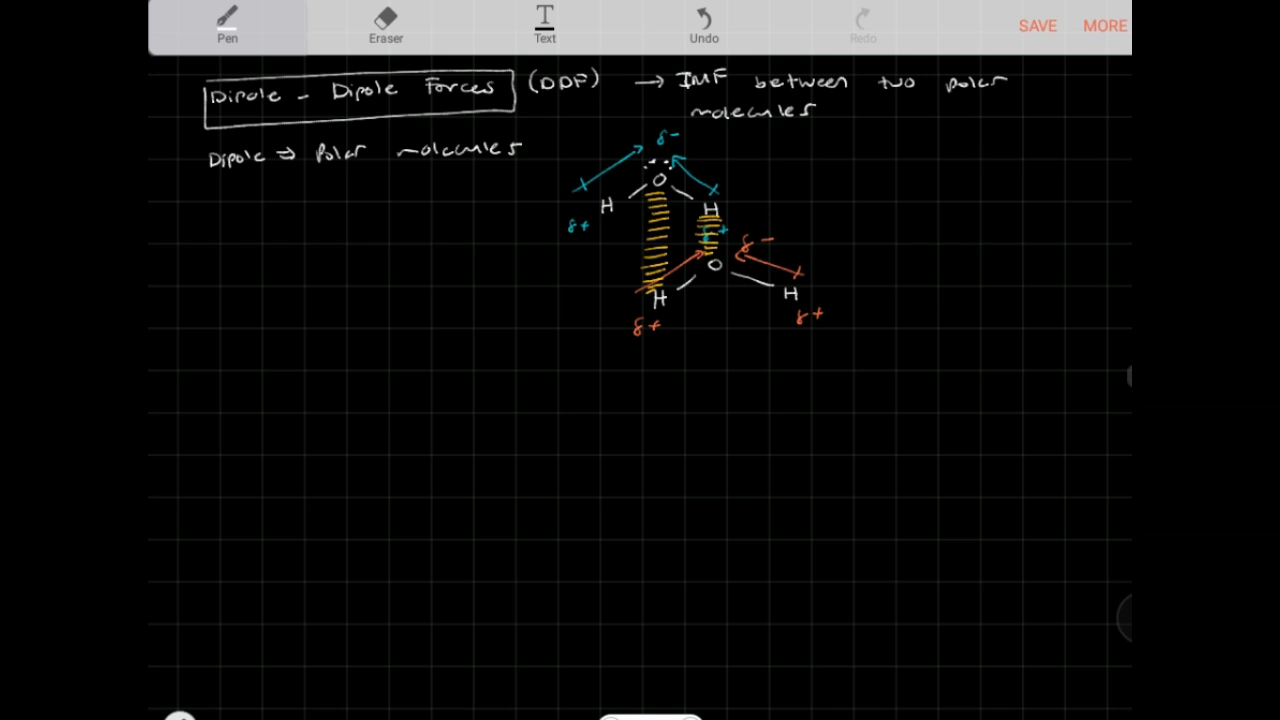 Pen Eraser Text Undo Redo SAVE MORE
Dipole - Dipole Forces (DDF) → IMF between two polar
molecules
Dipole ⇒ Polar molecules
δ-
O
H H
δ+ δ+
δ-
O
H H
δ+ δ+